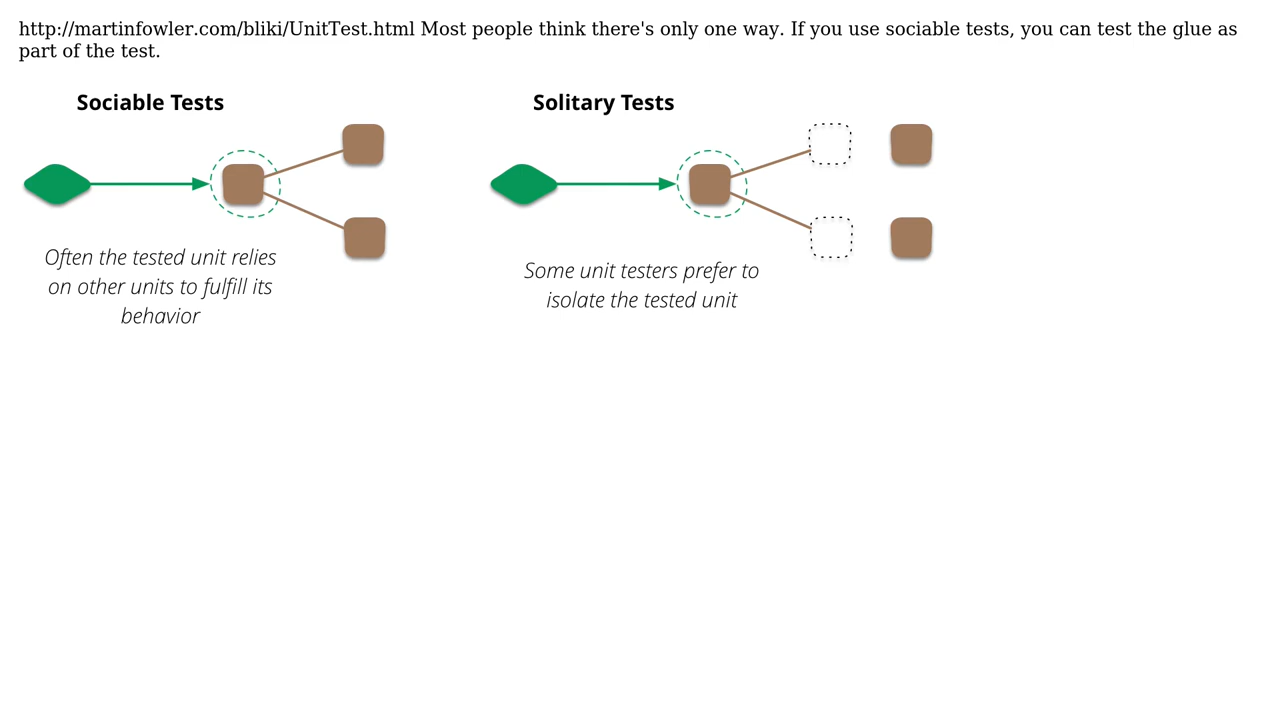 http://martinfowler.com/bliki/UnitTest.html Most people think there's only one way. If you use sociable tests, you can test the glue as
part of the test.
Sociable Tests
Often the tested unit relies
on other units to fulfill its
behavior
Solitary Tests
Some unit testers prefer to
isolate the tested unit